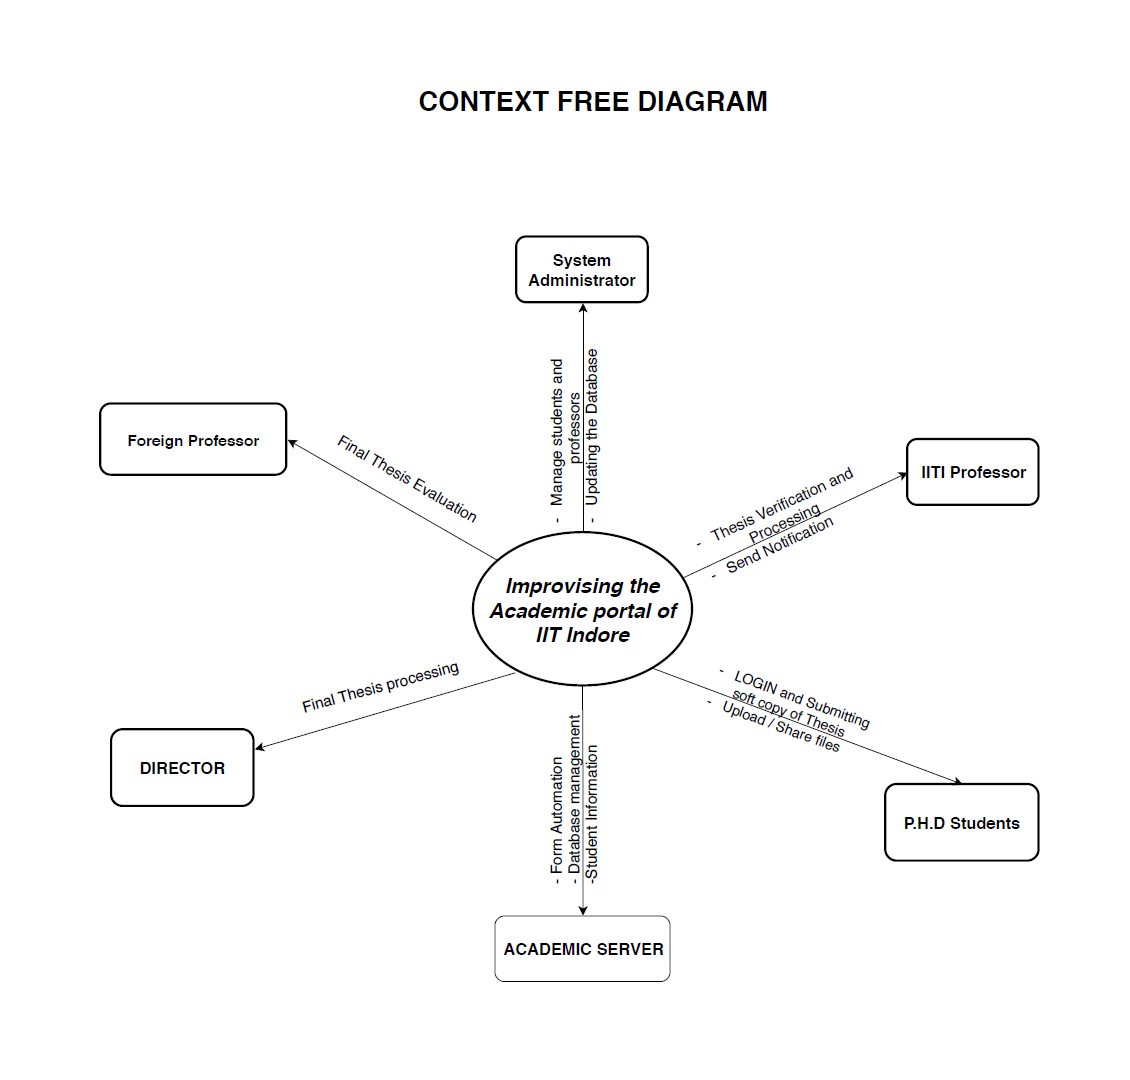 CONTEXT FREE DIAGRAM
System
Administrator
- Manage students and
professors
- Updating the Database
Foreign Professor
Final Thesis Evaluation
IITI Professor
- Thesis Verification and
Processing
- Send Notification
Improvising the
Academic portal of
IIT Indore
Final Thesis processing
DIRECTOR
- LOGIN and Submitting
soft copy of Thesis
- Upload / Share files
P.H.D Students
- Form Automation
- Database management
-Student Information
ACADEMIC SERVER